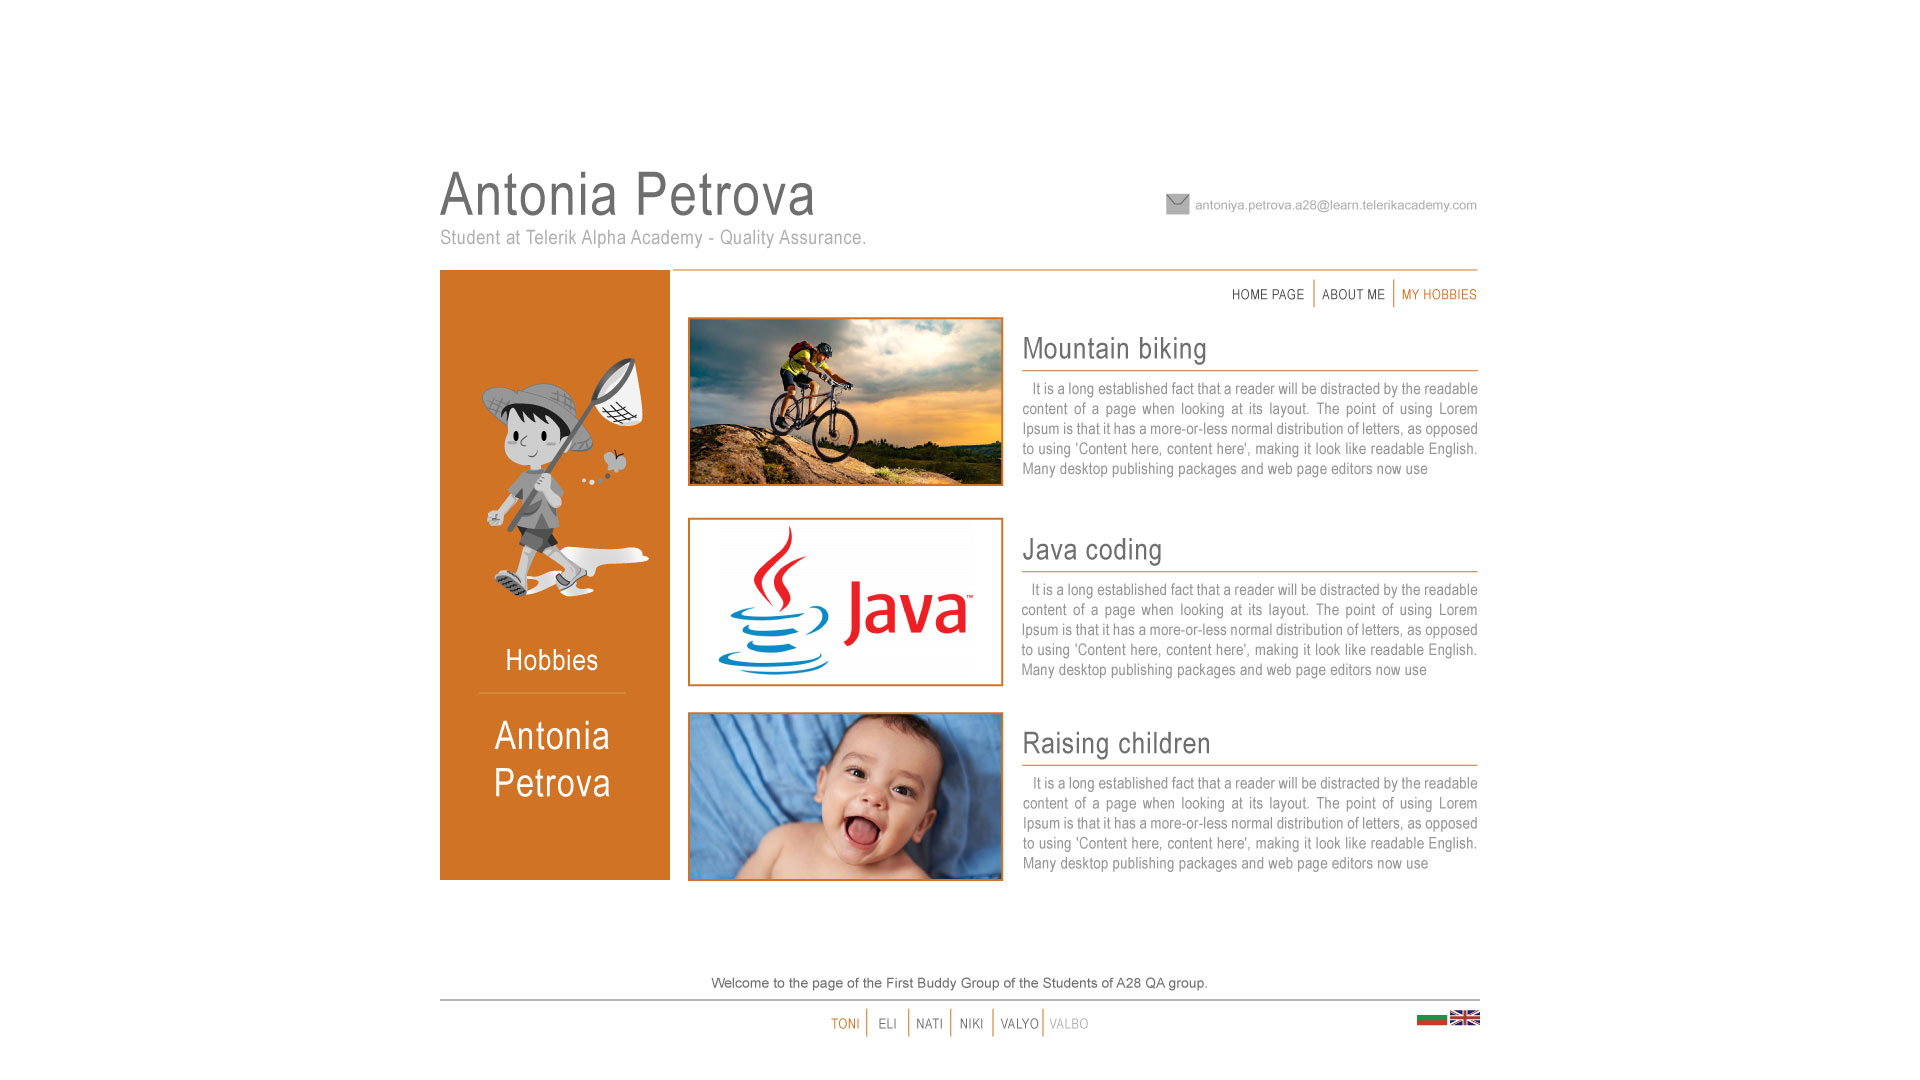 Antonia Petrova
Student at Telerik Alpha Academy - Quality Assurance.
antoniya.petrova.a28@learn.telerikacademy.com
HOME PAGE
ABOUT ME
MY HOBBIES
Hobbies
Antonia
Petrova
Mountain biking
It is a long established fact that a reader will be distracted by the readable
content of a page when looking at its layout. The point of using Lorem
Ipsum is that it has a more-or-less normal distribution of letters, as opposed
to using 'Content here, content here', making it look like readable English.
Many desktop publishing packages and web page editors now use
Java™
Java coding
It is a long established fact that a reader will be distracted by the readable
content of a page when looking at its layout. The point of using Lorem
Ipsum is that it has a more-or-less normal distribution of letters, as opposed
to using 'Content here, content here', making it look like readable English.
Many desktop publishing packages and web page editors now use
Raising children
It is a long established fact that a reader will be distracted by the readable
content of a page when looking at its layout. The point of using Lorem
Ipsum is that it has a more-or-less normal distribution of letters, as opposed
to using 'Content here, content here', making it look like readable English.
Many desktop publishing packages and web page editors now use
Welcome to the page of the First Buddy Group of the Students of A28 QA group.
TONI
ELI
NATI
NIKI
VALYO
VALBO